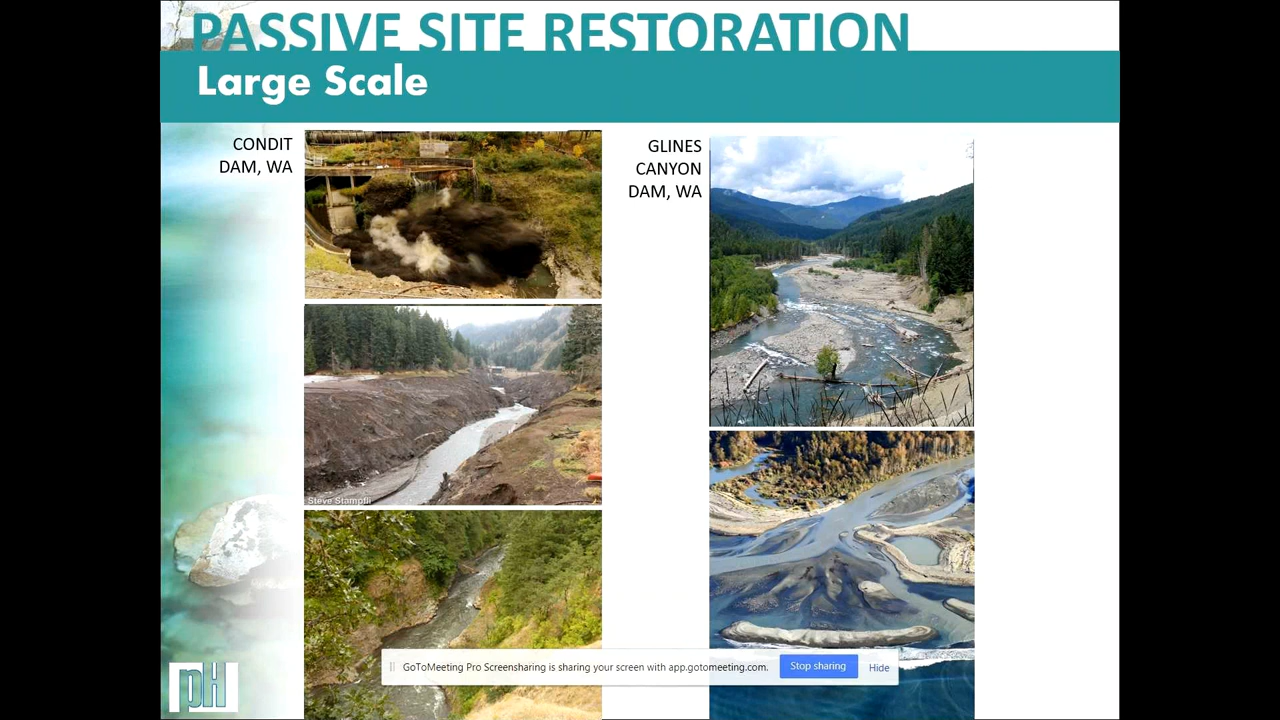 PASSIVE SITE RESTORATION
Large Scale
CONDIT
DAM, WA
GLINES
CANYON
DAM, WA
Steve Stampfli
pH
GoToMeeting Pro Screensharing is sharing your screen with app.gotomeeting.com.
Stop sharing
Hide